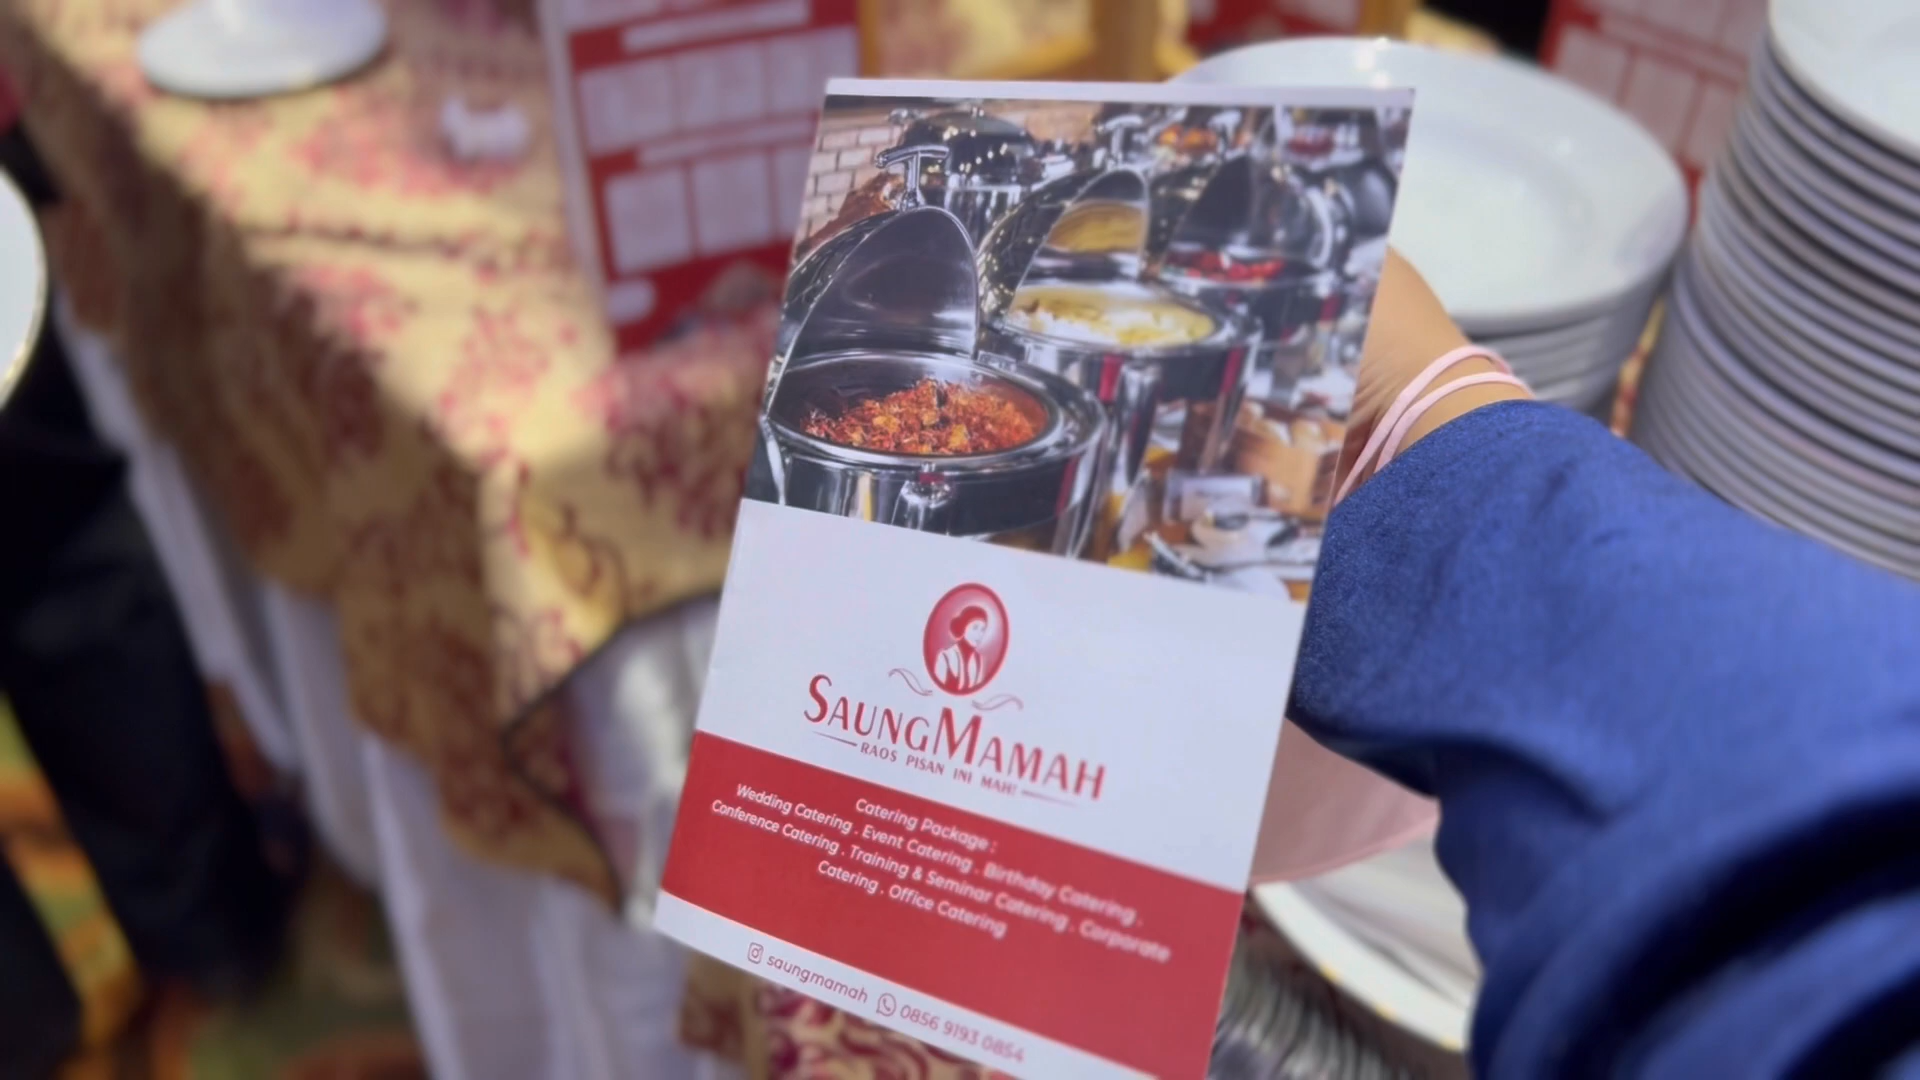 SAUNGMAMAH
RAOS PISAN INI MAH!
Catering Package :
Wedding Catering . Event Catering . Birthday Catering .
Conference Catering . Training & Seminar Catering . Corporate
Catering . Office Catering
saungmamah 0856 9193 0854